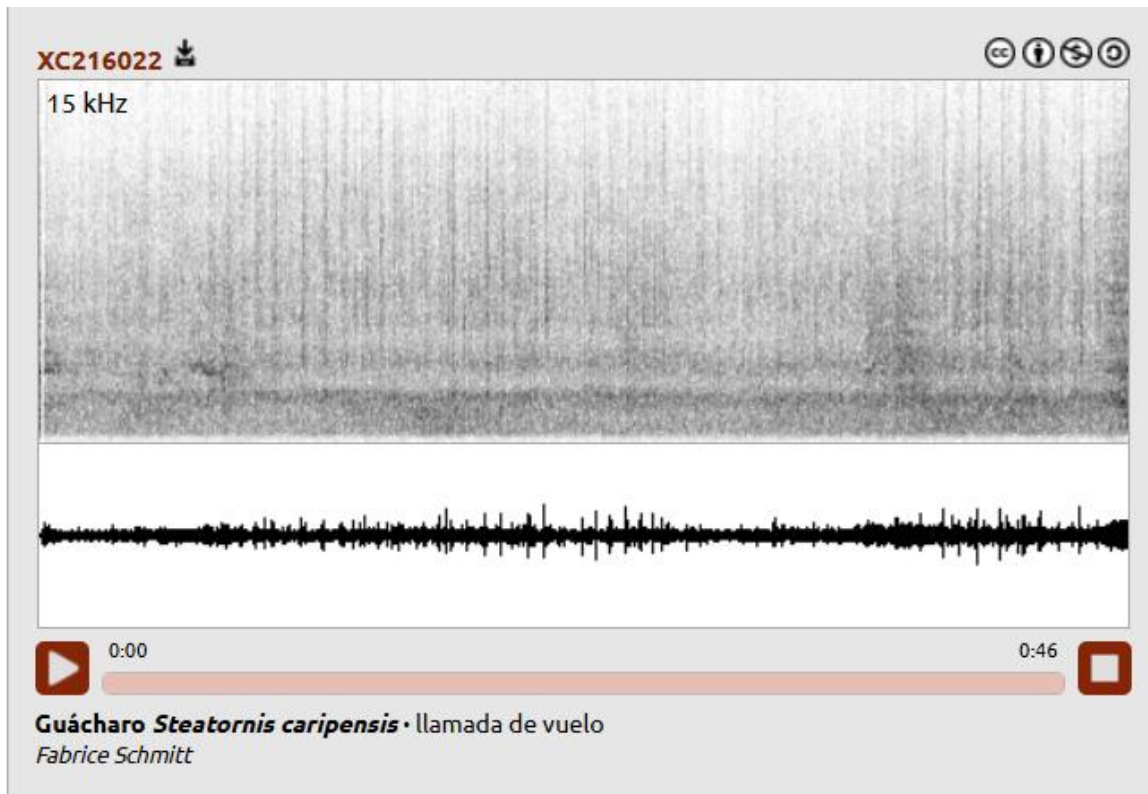 XC216022
15 kHz
0:00 0:46
Guácharo Steatornis caripensis · llamada de vuelo
Fabrice Schmitt